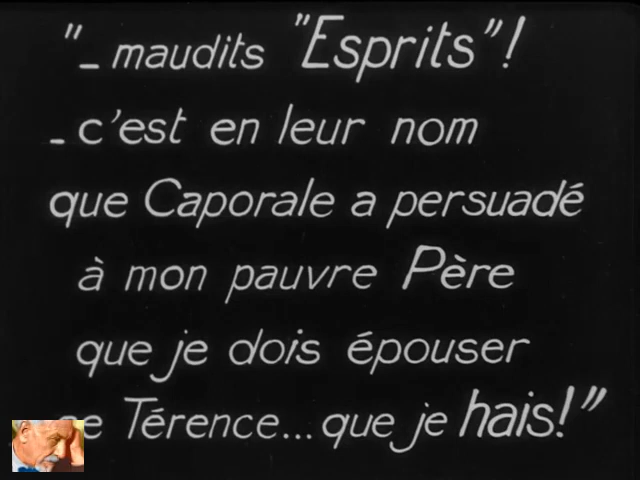 "– maudits "Esprits"!
– c'est en leur nom
que Caporale a persuadé
à mon pauvre Père
que je dois épouser
Térence... que je hais!"